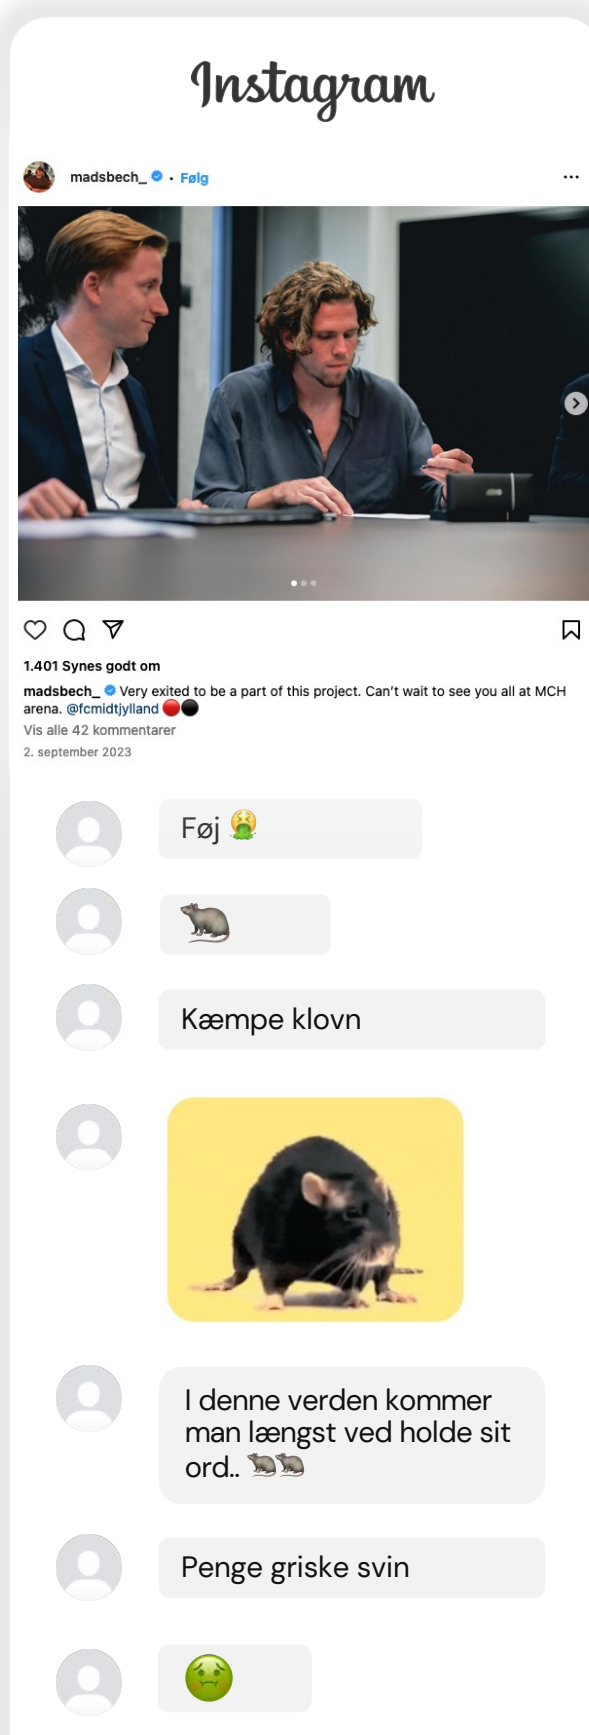 Instagram
madsbech_ • Følg
1.401 Synes godt om
madsbech_ Very exited to be a part of this project. Can't wait to see you all at MCH
arena. @fcmidtjylland 🔴⚫
Vis alle 42 kommentarer
2. september 2023
Føj 🤮
🐀
Kæmpe klovn
I denne verden kommer
man længst ved holde sit
ord.. 🐀🐀
Penge griske svin
🤢